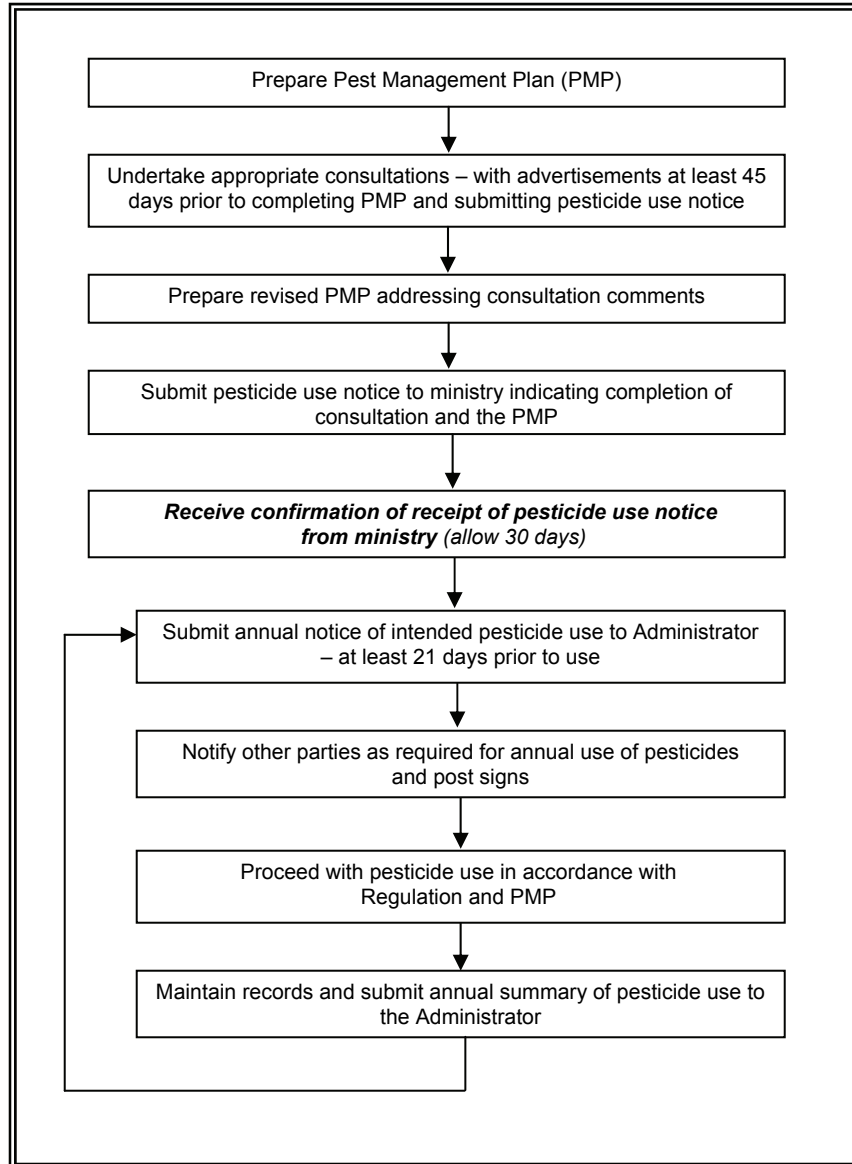 Prepare Pest Management Plan (PMP)
Undertake appropriate consultations – with advertisements at least 45
days prior to completing PMP and submitting pesticide use notice
Prepare revised PMP addressing consultation comments
Submit pesticide use notice to ministry indicating completion of
consultation and the PMP
Receive confirmation of receipt of pesticide use notice
from ministry (allow 30 days)
Submit annual notice of intended pesticide use to Administrator
– at least 21 days prior to use
Notify other parties as required for annual use of pesticides
and post signs
Proceed with pesticide use in accordance with
Regulation and PMP
Maintain records and submit annual summary of pesticide use to
the Administrator